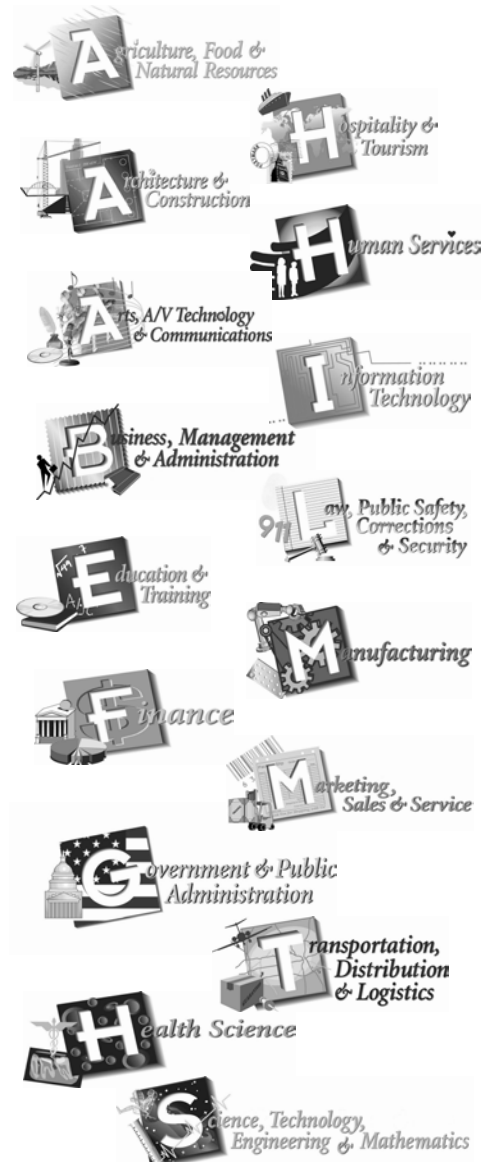 Agriculture, Food &
Natural Resources
Hospitality &
Tourism
Architecture &
Construction
Human Services
Arts, A/V Technology
& Communications
Information
Technology
Business, Management
& Administration
911
Law, Public Safety,
Corrections
& Security
√49
ABC
Education &
Training
Manufacturing
Finance
Marketing,
Sales & Service
Government & Public
Administration
Transportation,
Distribution
& Logistics
Health Science
Science, Technology,
Engineering & Mathematics